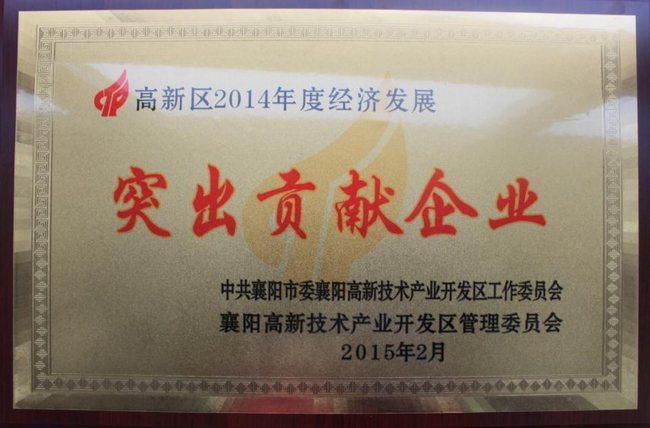 高新区2014年度经济发展
突出贡献企业
中共襄阳市委襄阳高新技术产业开发区工作委员会
襄阳高新技术产业开发区管理委员会
2015年2月